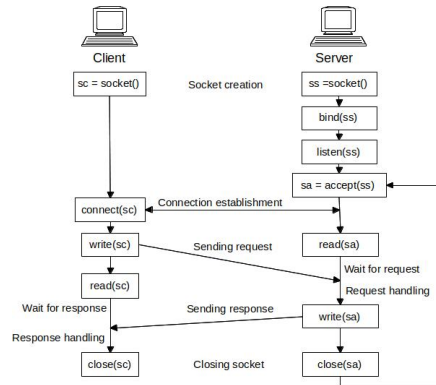 Client
Server
sc = socket()
Socket creation
ss =socket()
bind(ss)
listen(ss)
sa = accept(ss)
connect(sc)
Connection establishment
write(sc)
Sending request
read(sa)
Wait for request
read(sc)
Request handling
Wait for response
Sending response
write(sa)
Response handling
close(sc)
Closing socket
close(sa)